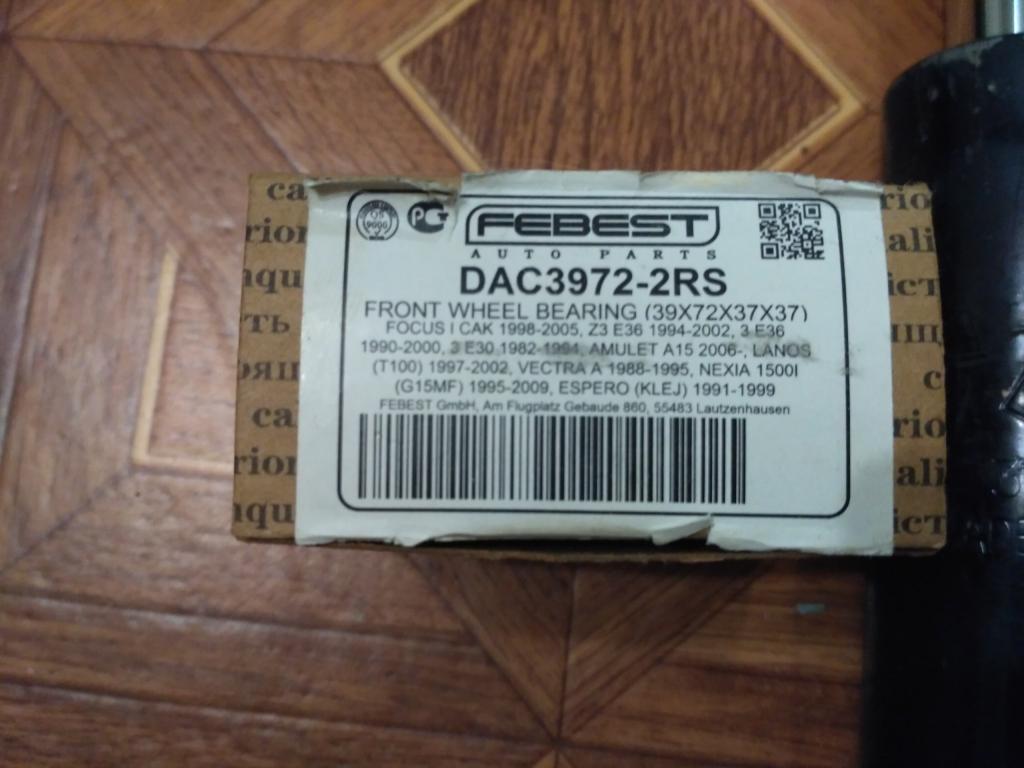 FEBEST
AUTO PARTS
DAC3972-2RS
FRONT WHEEL BEARING (39X72X37X37)
FOCUS I CAK 1998-2005, Z3 E36 1994-2002, 3 E36
1990-2000, 3 E30 1982-1994, AMULET A15 2006-, LANOS
(T100) 1997-2002, VECTRA A 1988-1995, NEXIA 1500I
(G15MF) 1995-2009, ESPERO (KLEJ) 1991-1999
FEBEST GmbH, Am Flugplatz Gebaude 860, 55483 Lautzenhausen